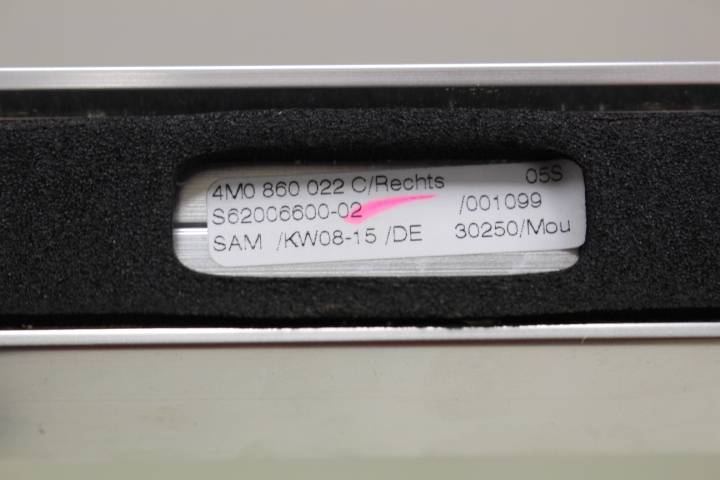 4M0 860 022 C/Rechts 05S
S62006600-02 /001099
SAM /KW08-15 /DE 30250/Mou